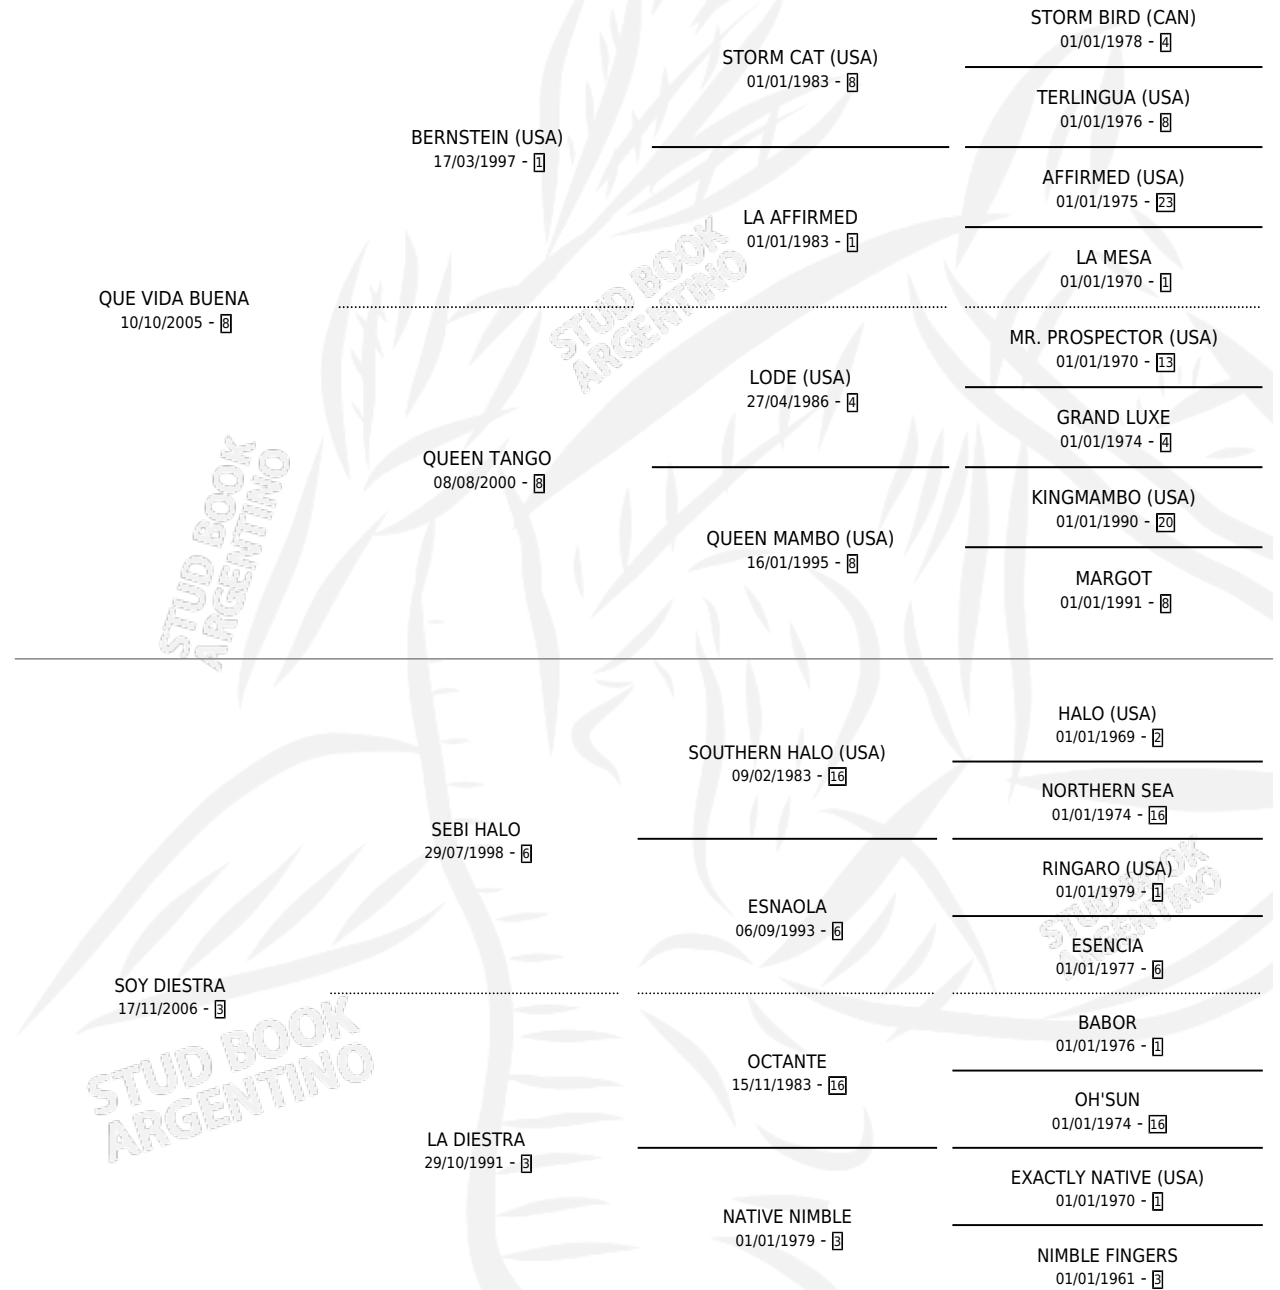 STORM BIRD (CAN)
01/01/1978 - 4
STORM CAT (USA)
01/01/1983 - 8
TERLINGUA (USA)
01/01/1976 - 8
BERNSTEIN (USA)
17/03/1997 - 1
AFFIRMED (USA)
01/01/1975 - 23
LA AFFIRMED
01/01/1983 - 1
LA MESA
01/01/1970 - 1
QUE VIDA BUENA
10/10/2005 - 8
MR. PROSPECTOR (USA)
01/01/1970 - 13
LODE (USA)
27/04/1986 - 4
GRAND LUXE
01/01/1974 - 4
QUEEN TANGO
08/08/2000 - 8
KINGMAMBO (USA)
01/01/1990 - 20
QUEEN MAMBO (USA)
16/01/1995 - 8
MARGOT
01/01/1991 - 8
STUD BOOK
ARGENTINO
STUD BOOK
ARGENTINO
HALO (USA)
01/01/1969 - 2
SOUTHERN HALO (USA)
09/02/1983 - 16
NORTHERN SEA
01/01/1974 - 16
SEBI HALO
29/07/1998 - 6
RINGARO (USA)
01/01/1979 - 1
ESNAOLA
06/09/1993 - 6
ESENCIA
01/01/1977 - 6
SOY DIESTRA
17/11/2006 - 3
BABOR
01/01/1976 - 1
OCTANTE
15/11/1983 - 16
OH'SUN
01/01/1974 - 16
LA DIESTRA
29/10/1991 - 3
EXACTLY NATIVE (USA)
01/01/1970 - 1
NATIVE NIMBLE
01/01/1979 - 3
NIMBLE FINGERS
01/01/1961 - 3
STUD BOOK
ARGENTINO
STUD BOOK
ARGENTINO